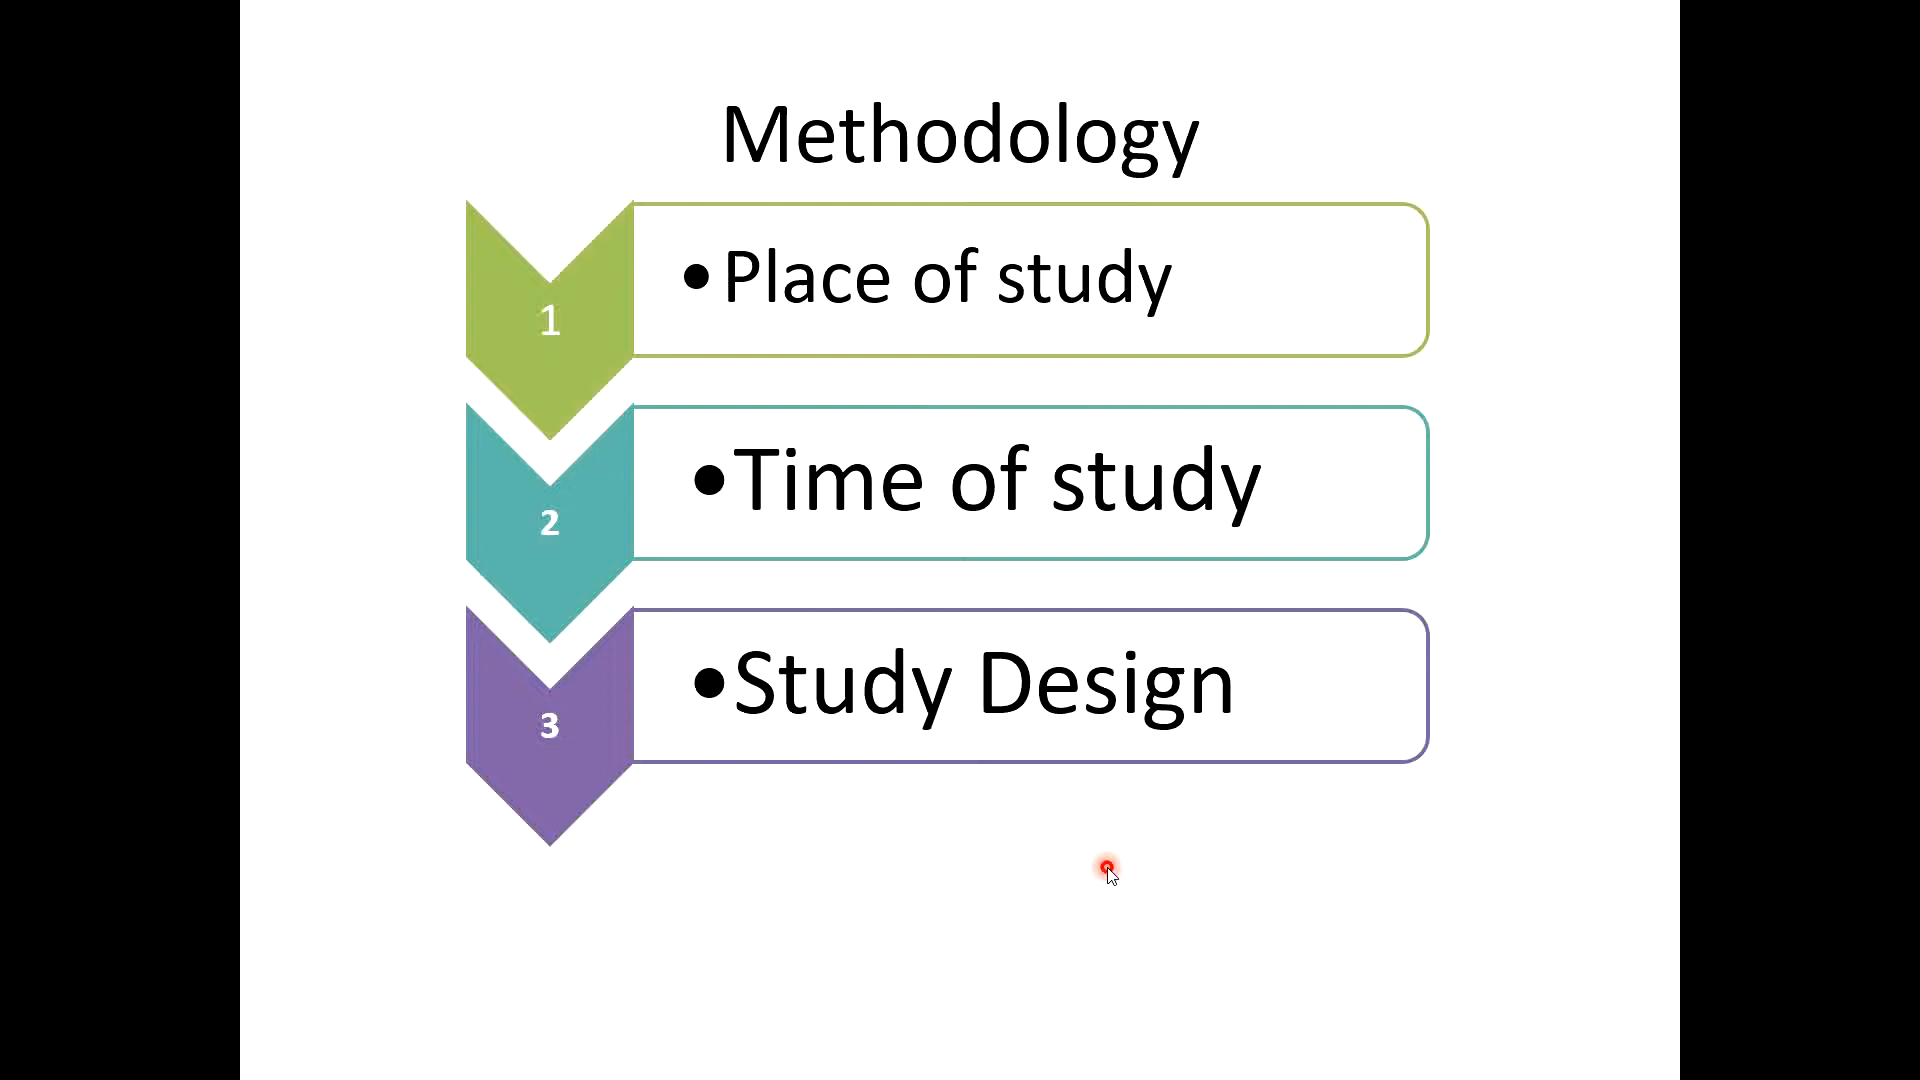 Methodology
1
•Place of study
2
•Time of study
3
•Study Design